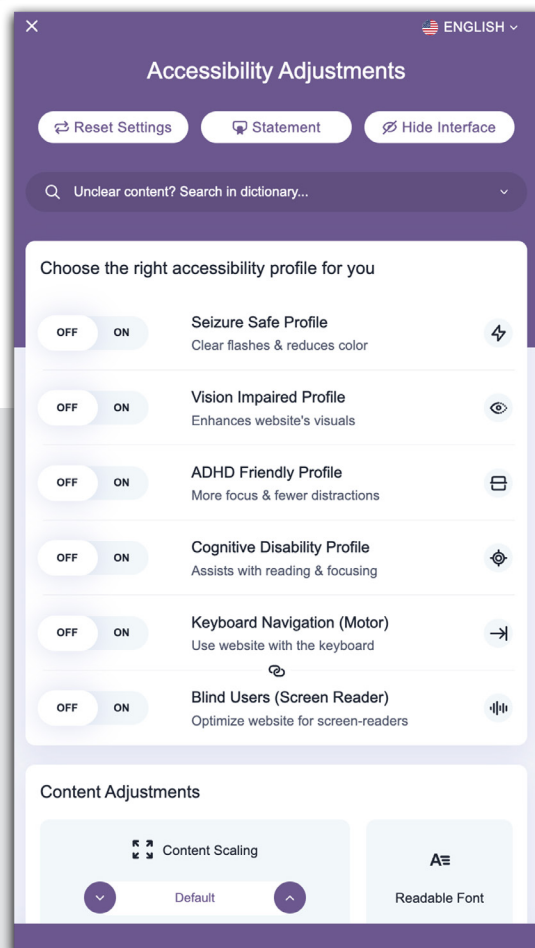 ENGLISH
Accessibility Adjustments
Reset Settings
Statement
Hide Interface
Unclear content? Search in dictionary...
Choose the right accessibility profile for you
OFF ON
Seizure Safe Profile
Clear flashes & reduces color
OFF ON
Vision Impaired Profile
Enhances website's visuals
OFF ON
ADHD Friendly Profile
More focus & fewer distractions
OFF ON
Cognitive Disability Profile
Assists with reading & focusing
OFF ON
Keyboard Navigation (Motor)
Use website with the keyboard
OFF ON
Blind Users (Screen Reader)
Optimize website for screen-readers
Content Adjustments
Content Scaling
Default
Readable Font